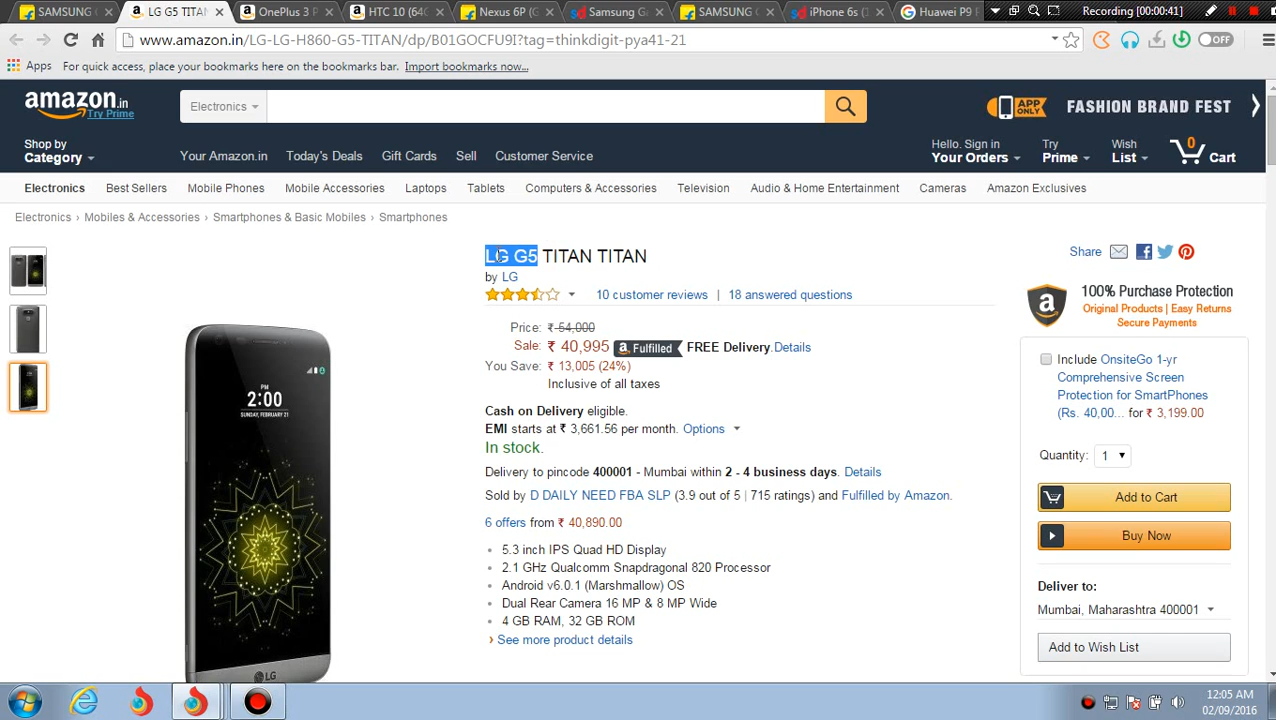 SAMSUNG G
LG G5 TITAN
OnePlus 3
HTC 10 (64G
Nexus 6P (G
Samsung Ga
SAMSUNG G
iPhone 6s (1
Huawei P9
Recording [00:00:41]
www.amazon.in/LG-LG-H860-G5-TITAN/dp/B01GOCFU9I?tag=thinkdigit-pya41-21
OFF
Apps For quick access, place your bookmarks here on the bookmarks bar. Import bookmarks now...
amazon.in
Try Prime
Electronics
APP ONLY
FASHION BRAND FEST
Shop by
Category
Your Amazon.in Today's Deals Gift Cards Sell Customer Service
Hello. Sign in
Your Orders
Try
Prime
Wish
List
0
Cart
Electronics Best Sellers Mobile Phones Mobile Accessories Laptops Tablets Computers & Accessories Television Audio & Home Entertainment Cameras Amazon Exclusives
Electronics › Mobiles & Accessories › Smartphones & Basic Mobiles › Smartphones
LG G5 TITAN TITAN
by LG
10 customer reviews | 18 answered questions
Price: ₹ 54,000
Sale: ₹ 40,995 a Fulfilled FREE Delivery.Details
You Save: ₹ 13,005 (24%)
Inclusive of all taxes
Cash on Delivery eligible.
EMI starts at ₹ 3,661.56 per month. Options
In stock.
Delivery to pincode 400001 - Mumbai within 2 - 4 business days. Details
Sold by D DAILY NEED FBA SLP (3.9 out of 5 | 715 ratings) and Fulfilled by Amazon.
6 offers from ₹ 40,890.00
• 5.3 inch IPS Quad HD Display
• 2.1 GHz Qualcomm Snapdragonl 820 Processor
• Android v6.0.1 (Marshmallow) OS
• Dual Rear Camera 16 MP & 8 MP Wide
• 4 GB RAM, 32 GB ROM
› See more product details
PM
2:00
SUNDAY, FEBRUARY 21
LG
Share
a
100% Purchase Protection
Original Products | Easy Returns
Secure Payments
Include OnsiteGo 1-yr
Comprehensive Screen
Protection for SmartPhones
(Rs. 40,00... for ₹ 3,199.00
Quantity: 1
Add to Cart
Buy Now
Deliver to:
Mumbai, Maharashtra 400001
Add to Wish List
12:05 AM
02/09/2016